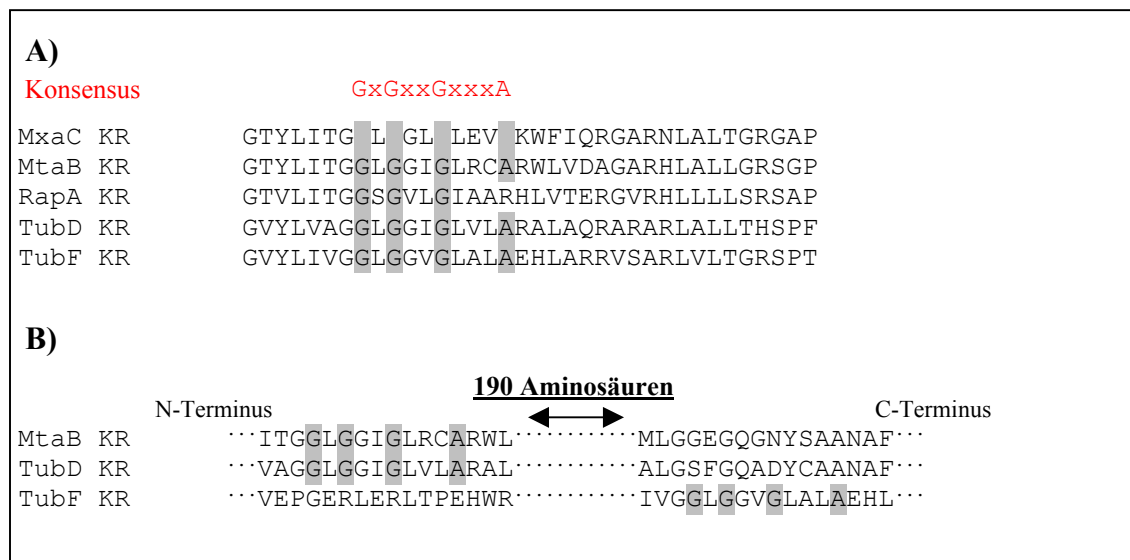 A)
Konsensus GxGxxGxxxA
MxaC KR GTYLITG L GL LEV KWFIQRGARNLALTGRGAP
MtaB KR GTYLITGGLGGIGLRCARWLVDAGARHLALLGRSGP
RapA KR GTVLITGGSGVLGIAARHLVTERGVRHLLLLSRSAP
TubD KR GVYLVAGGLGGIGLVLARALAQRARARLALLTHSPF
TubF KR GVYLIVGGLGGVGLALAEHLARRVSARLVLTGRSPT
B)
190 Aminosäuren
N-Terminus C-Terminus
MtaB KR ···ITGGLGGIGLRCARWL···········MLGGEGQGNYSAANAF···
TubD KR ···VAGGLGGIGLVLARAL···········ALGSFGQADYCAANAF···
TubF KR ···VEPGERLERLTPEHWR···········IVGGLGGVGLALAEHL···